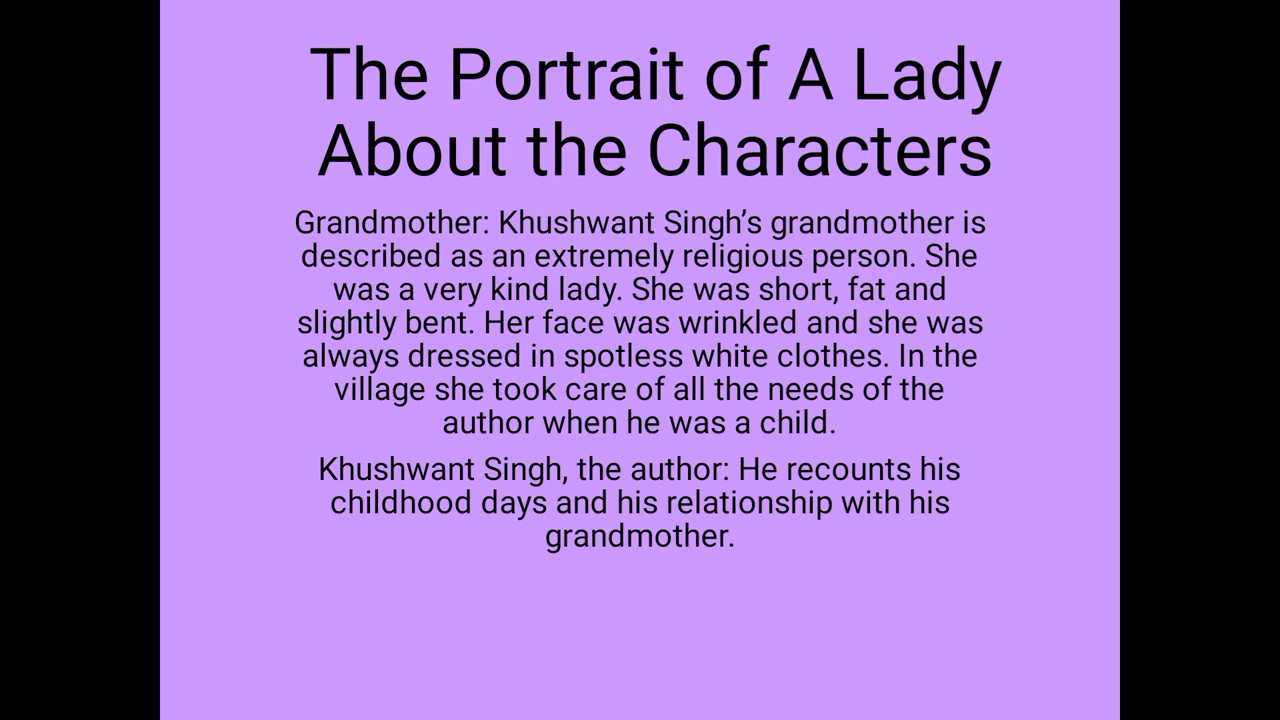 The Portrait of A Lady
About the Characters
Grandmother: Khushwant Singh’s grandmother is
described as an extremely religious person. She
was a very kind lady. She was short, fat and
slightly bent. Her face was wrinkled and she was
always dressed in spotless white clothes. In the
village she took care of all the needs of the
author when he was a child.
Khushwant Singh, the author: He recounts his
childhood days and his relationship with his
grandmother.